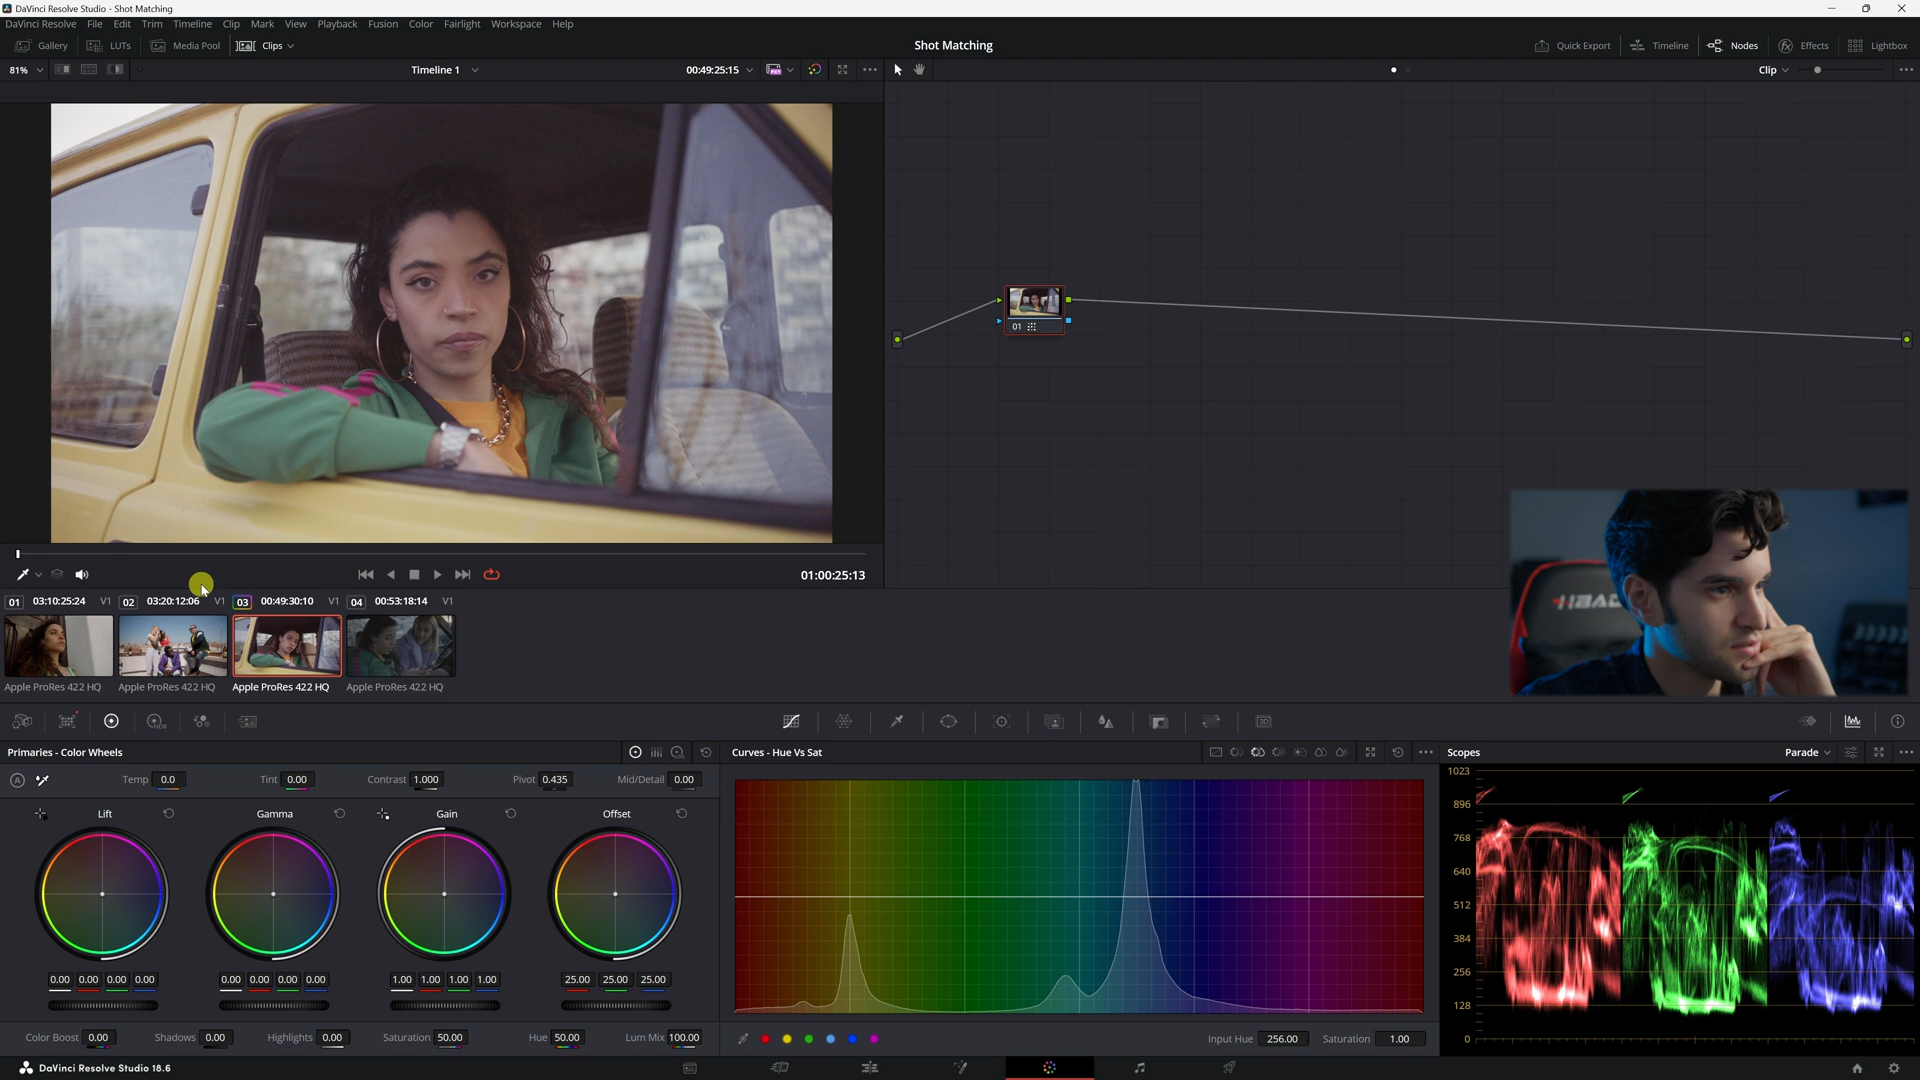 DaVinci Resolve Studio - Shot Matching
DaVinci Resolve File Edit Trim Timeline Clip Mark View Playback Fusion Color Fairlight Workspace Help
Gallery LUTs Media Pool Clips Shot Matching Quick Export Timeline Nodes Effects Lightbox
81% Timeline 1 00:49:25:15 Clip
01
01:00:25:13
01 03:10:25:24 V1 02 03:20:12:06 V1 03 00:49:30:10 V1 04 00:53:18:14 V1
Apple ProRes 422 HQ Apple ProRes 422 HQ Apple ProRes 422 HQ Apple ProRes 422 HQ
Primaries - Color Wheels Curves - Hue Vs Sat Scopes Parade
Temp 0.0 Tint 0.00 Contrast 1.000 Pivot 0.435 Mid/Detail 0.00
Lift Gamma Gain Offset
0.00 0.00 0.00 0.00 0.00 0.00 0.00 0.00 1.00 1.00 1.00 1.00 25.00 25.00 25.00
Color Boost 0.00 Shadows 0.00 Highlights 0.00 Saturation 50.00 Hue 50.00 Lum Mix 100.00
Input Hue 256.00 Saturation 1.00
1023
896
768
640
512
384
256
128
0
DaVinci Resolve Studio 18.6